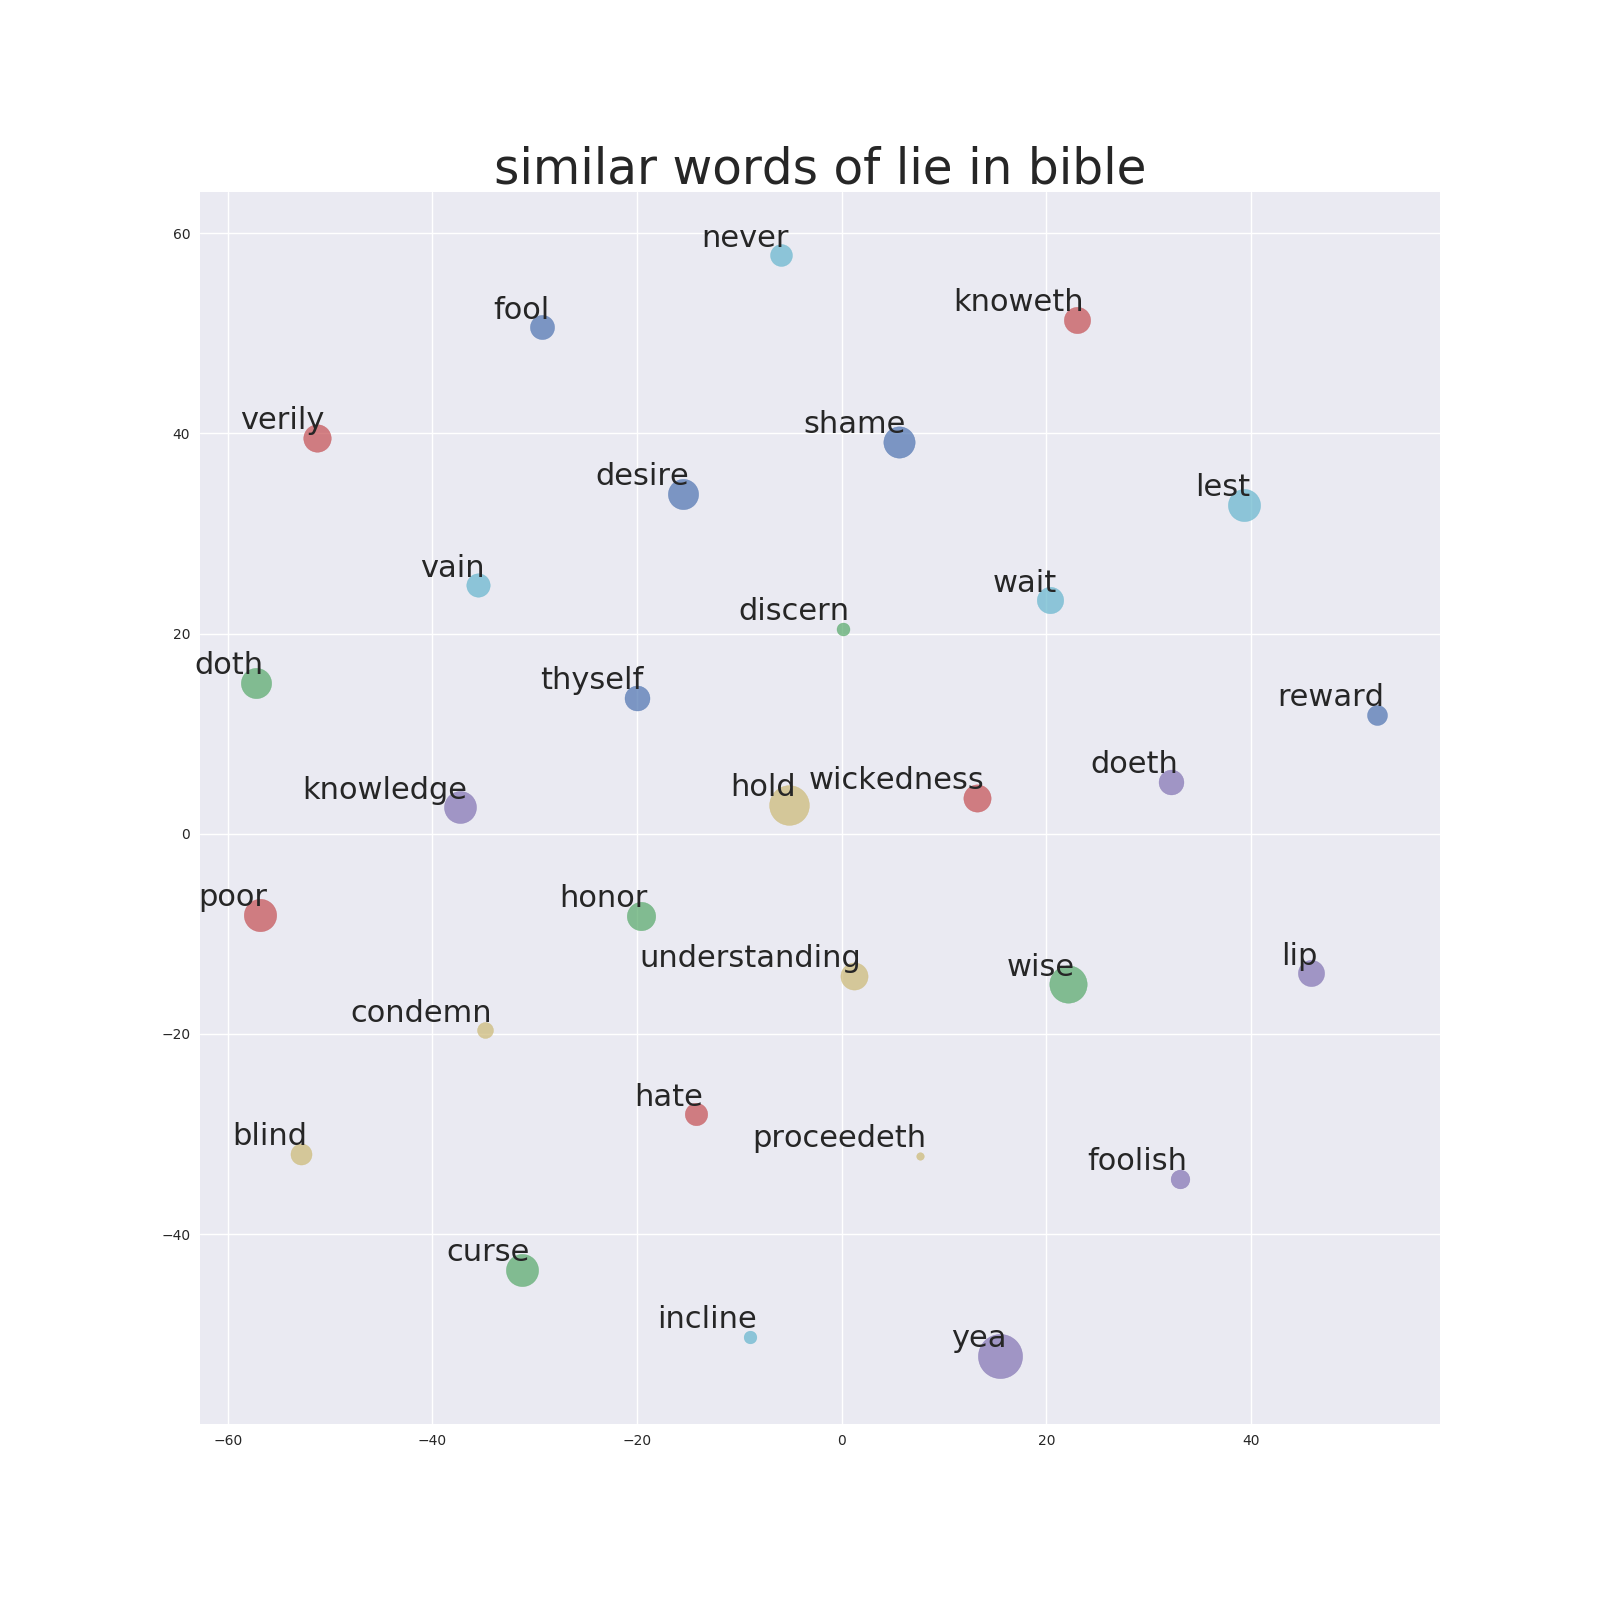 similar words of lie in bible
60
never
knoweth
fool
verily
40
shame
desire
lest
vain
wait
discern
20
doth
thyself
reward
doeth
knowledge
hold
wickedness
0
poor
honor
understanding
wise
lip
condemn
−20
hate
blind
proceedeth
foolish
−40
curse
incline
yea
−60 −40 −20 0 20 40